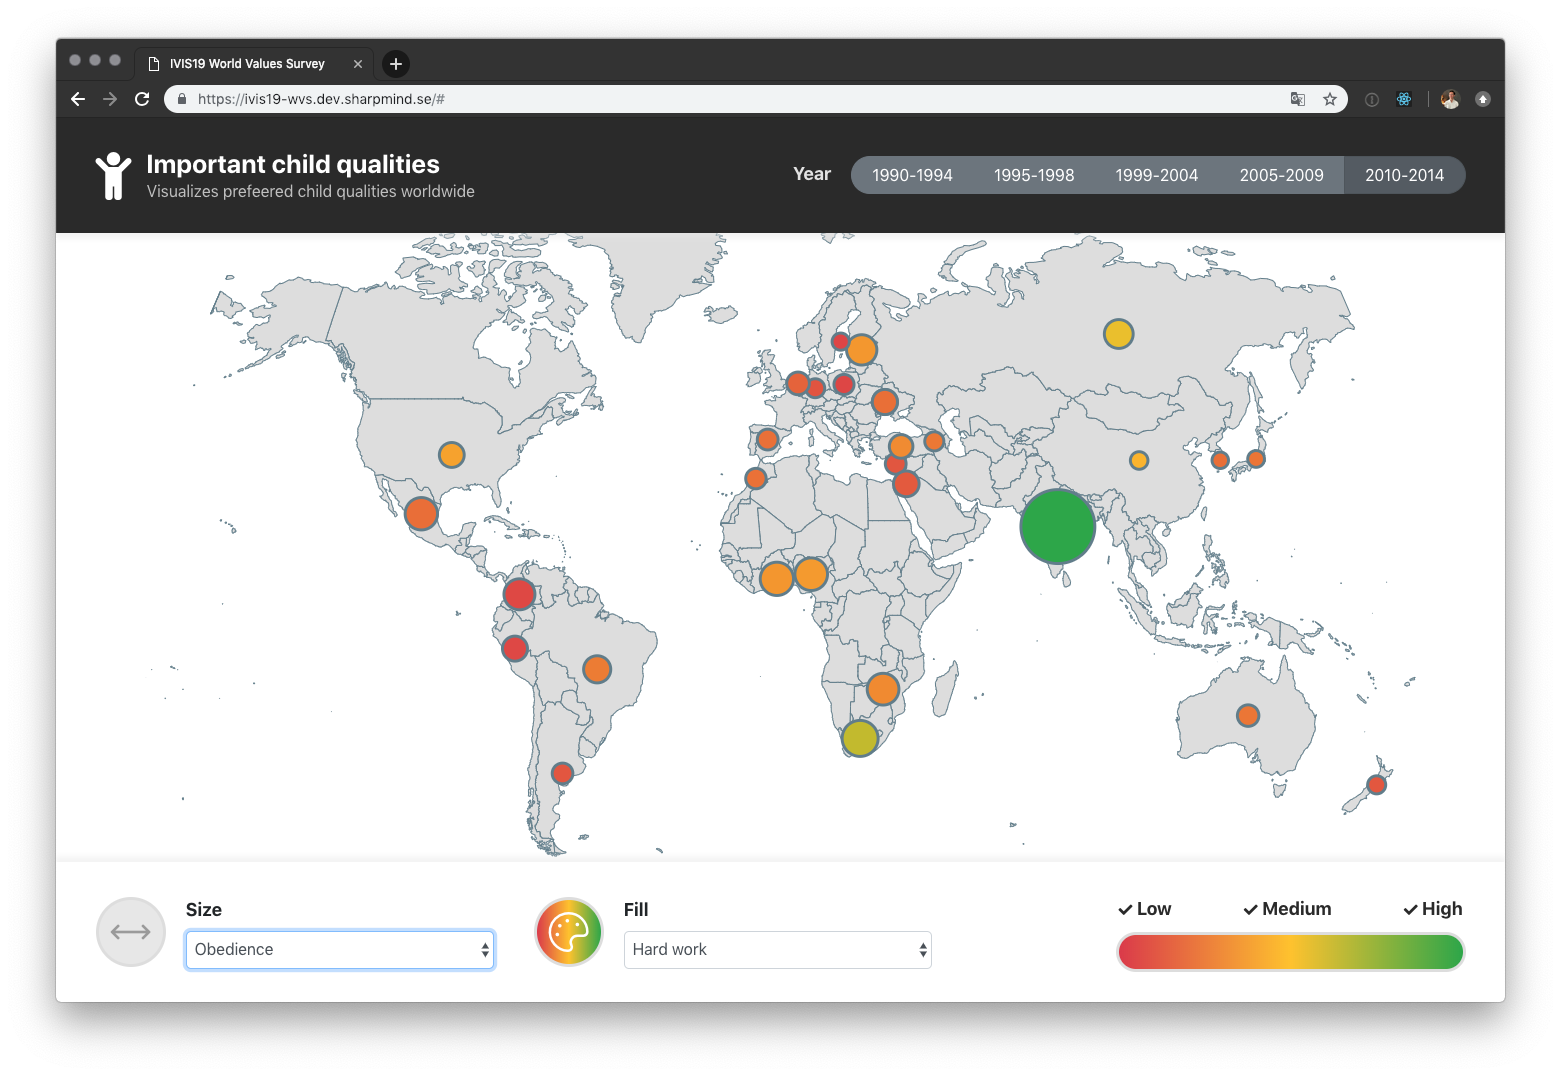 IVIS19 World Values Survey
https://ivis19-wvs.dev.sharpmind.se/#
Important child qualities
Visualizes prefeered child qualities worldwide
Year
1990-1994 1995-1998 1999-2004 2005-2009 2010-2014
Size
Obedience
Fill
Hard work
Low Medium High